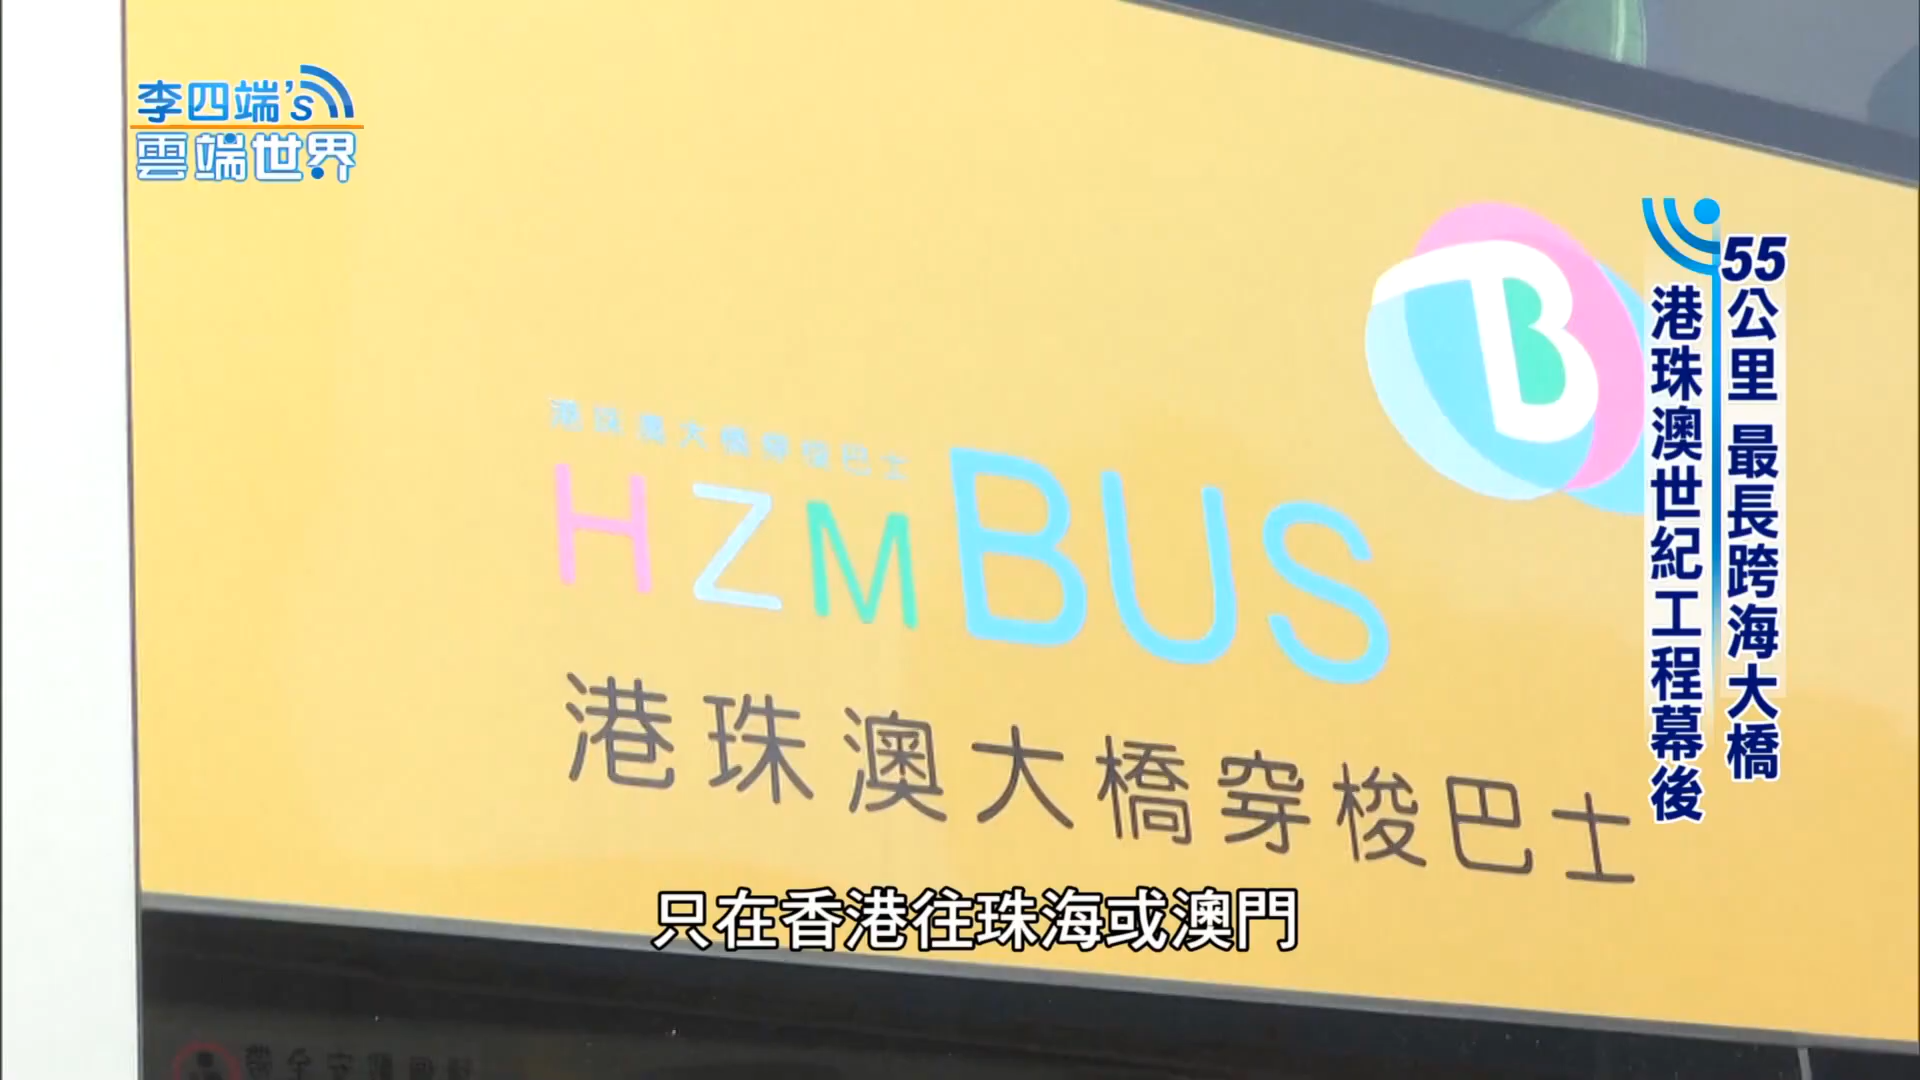 李四端's
雲端世界
55公里 最長跨海大橋
港珠澳世紀工程幕後
B
港珠澳大橋穿梭巴士
HZMBUS
港珠澳大橋穿梭巴士
只在香港往珠海或澳門